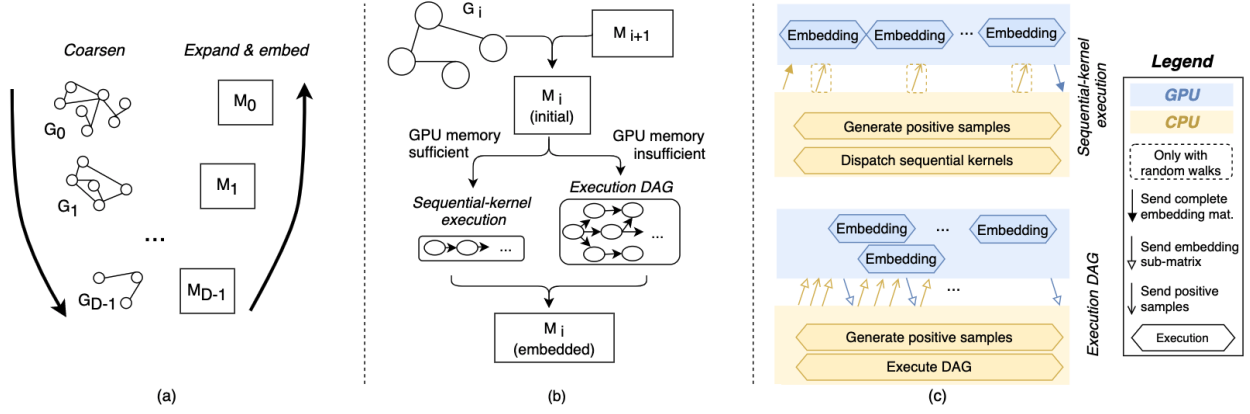 Coarsen
Expand & embed
G0
M0
G1
M1
...
GD-1
MD-1
(a)
Gi
Mi+1
Mi
(initial)
GPU memory
sufficient
GPU memory
insufficient
Sequential-kernel
execution
...
Execution DAG
...
Mi
(embedded)
(b)
Embedding
Embedding
...
Embedding
Generate positive samples
Dispatch sequential kernels
Sequential-kernel
execution
Embedding
...
Embedding
Embedding
...
Generate positive samples
Execute DAG
Execution DAG
(c)
Legend
GPU
CPU
Only with
random walks
Send complete
embedding mat.
Send embedding
sub-matrix
Send positive
samples
Execution